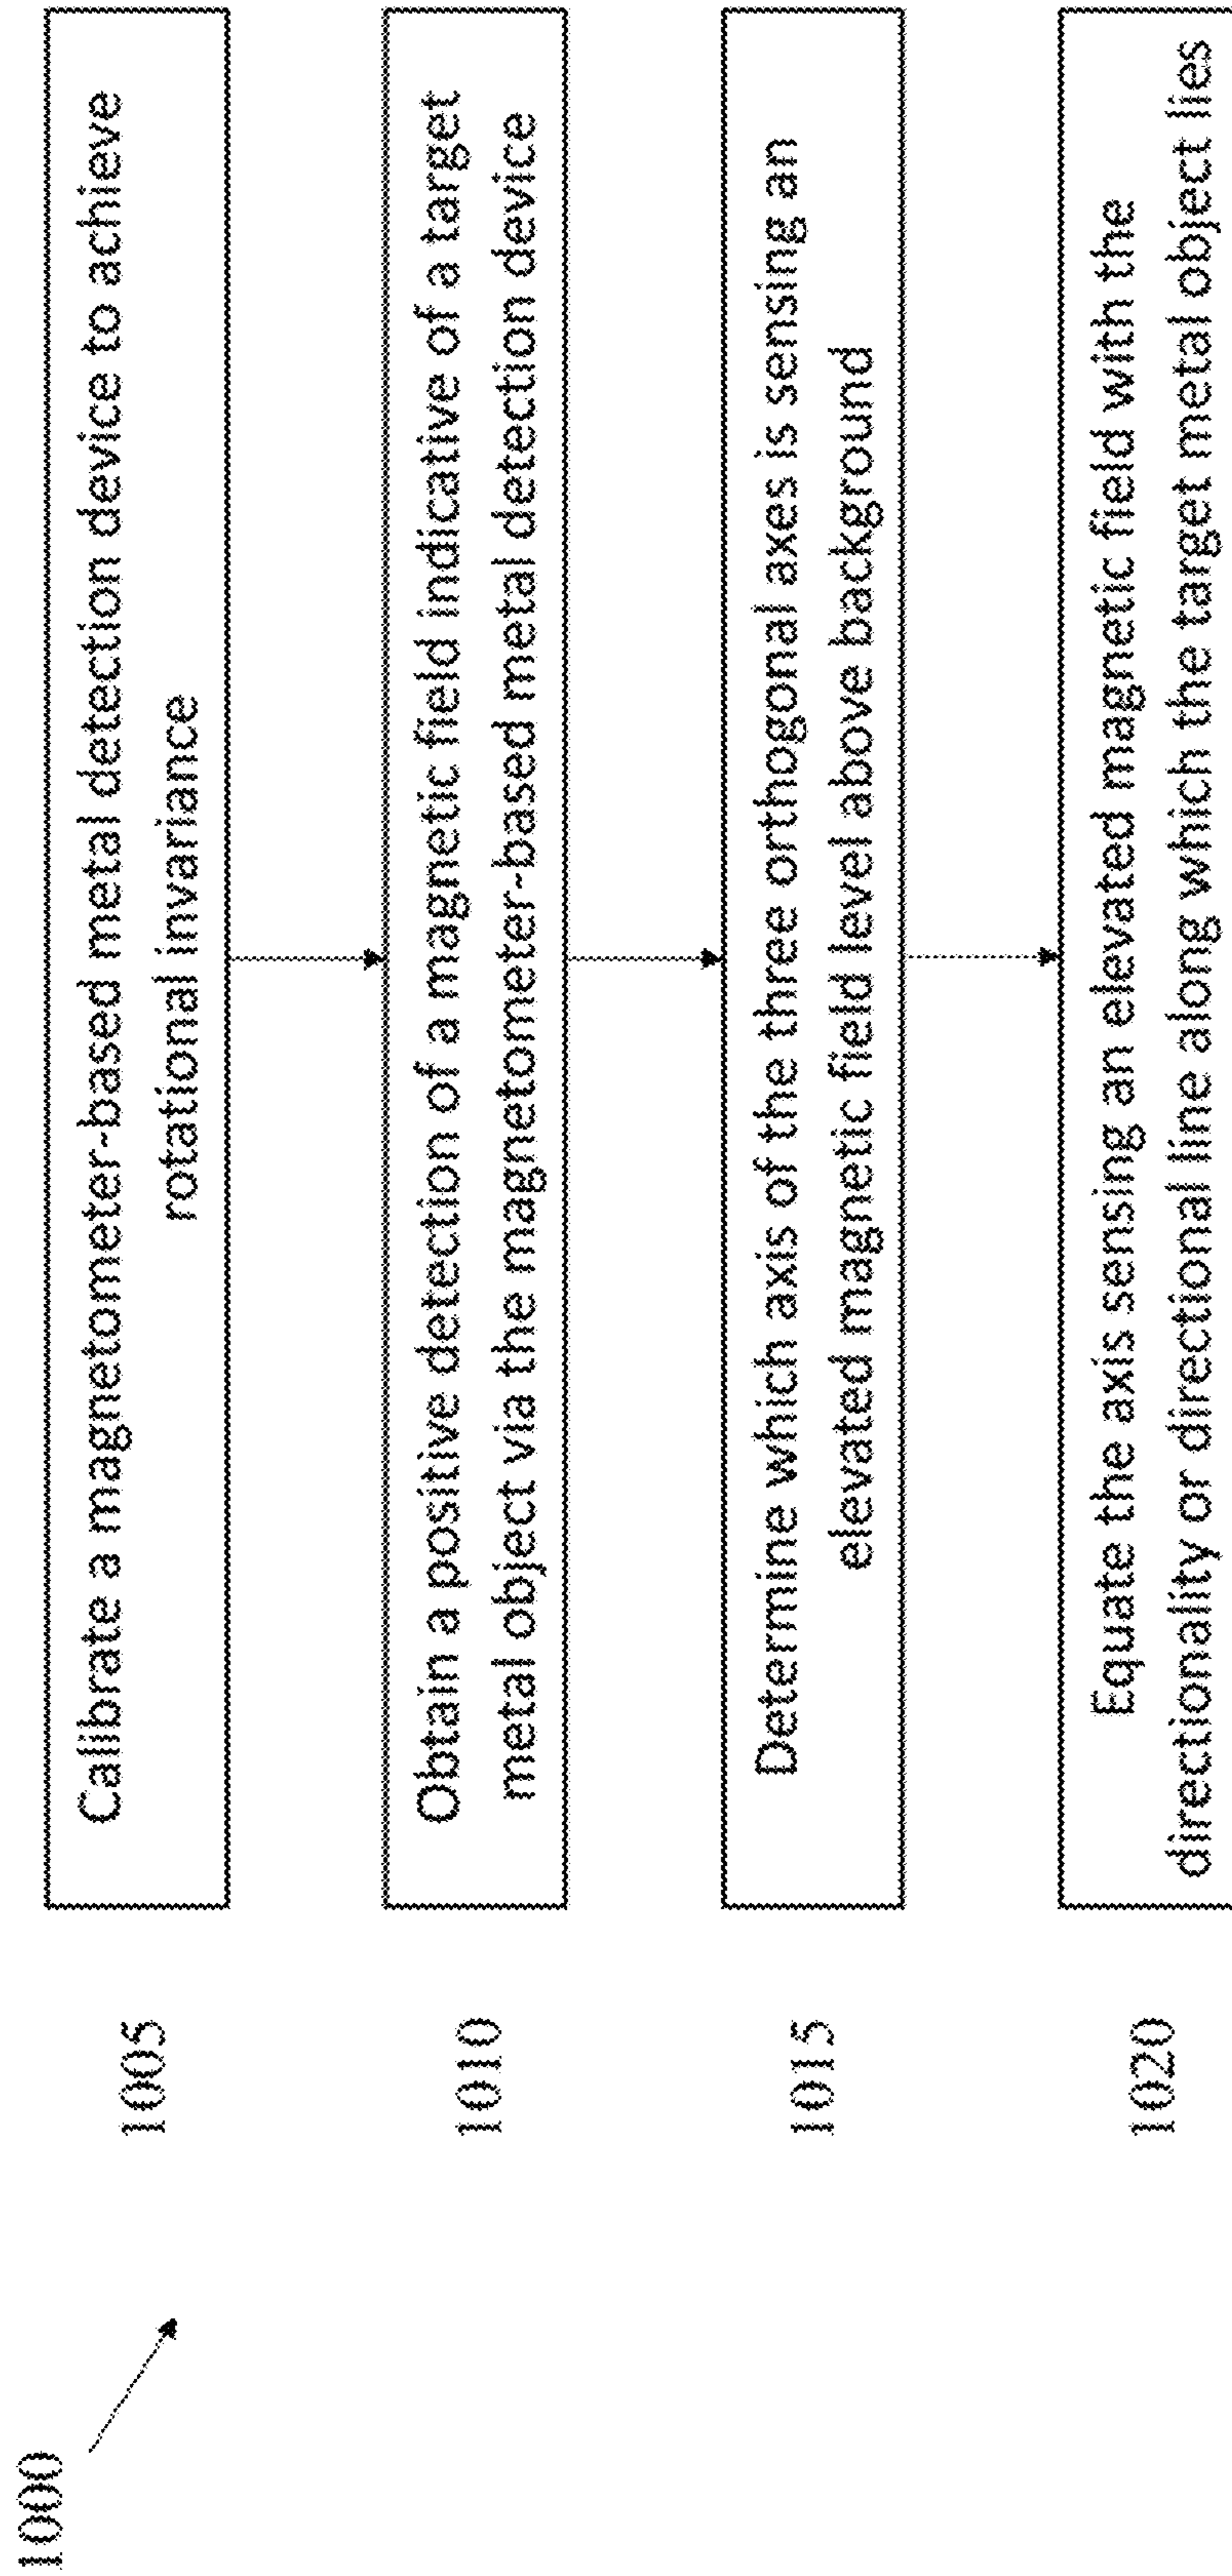 1000
1005
Calibrate a magnetometer-based metal detection device to achieve
rotational invariance
1010
Obtain a positive detection of a magnetic field indicative of a target
metal object via the magnetometer-based metal detection device
1015
Determine which axis of the three orthogonal axes is sensing an
elevated magnetic field level above background
1020
Equate the axis sensing an elevated magnetic field with the
directionality or directional line along which the target metal object lies